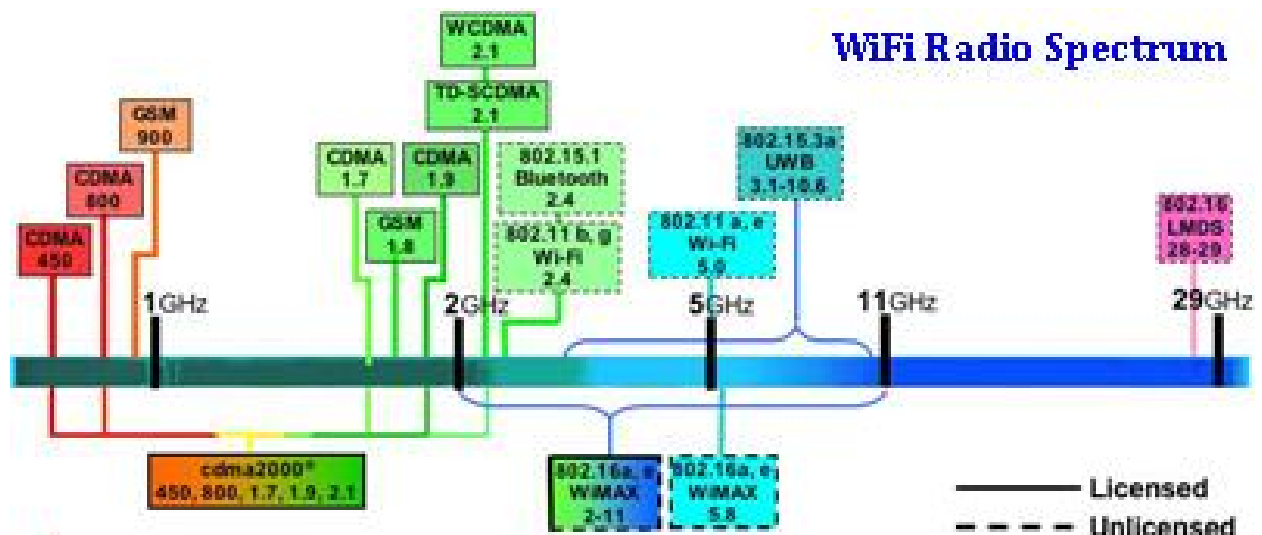 WiFi Radio Spectrum
WCDMA
2.1
TD-SCDMA
2.1
GSM
900
CDMA
800
CDMA
450
CDMA
1.7
CDMA
1.9
GSM
1.8
802.15.1
Bluetooth
2.4
802.11 b, g
Wi-Fi
2.4
802.11 a, e
Wi-Fi
5.0
802.15.3a
UWB
3.1-10.6
802.16
LMDS
28-29
1GHz
2GHz
5GHz
11GHz
29GHz
cdma2000®
450, 800, 1.7, 1.9, 2.1
802.16a, e
WiMAX
2-11
802.16a, e
WiMAX
5.8
Licensed
Unlicensed